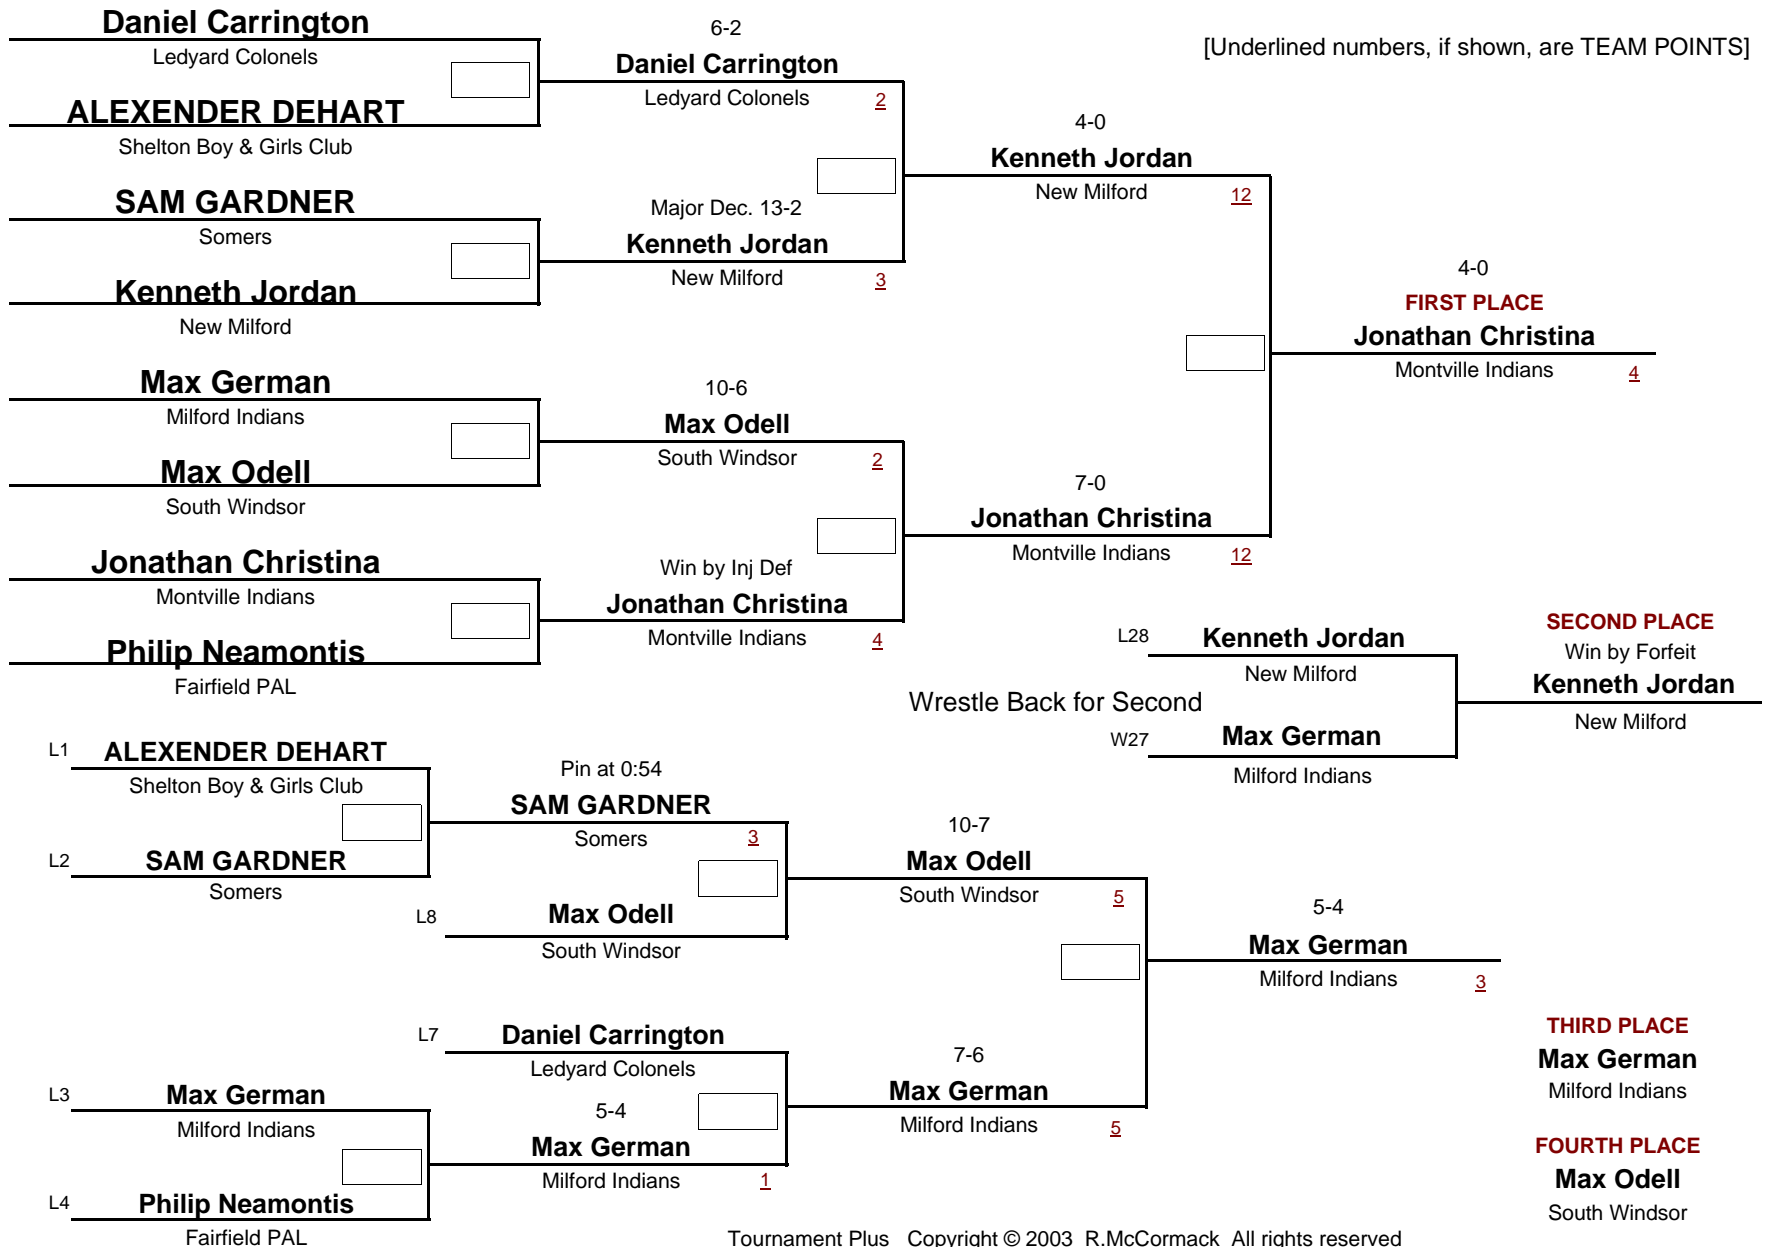 Daniel Carrington
Ledyard Colonels
ALEXENDER DEHART
Shelton Boy & Girls Club
SAM GARDNER
Somers
Kenneth Jordan
New Milford
Max German
Milford Indians
Max Odell
South Windsor
Jonathan Christina
Montville Indians
Philip Neamontis
Fairfield PAL
6-2
Daniel Carrington
Ledyard Colonels 2
Major Dec. 13-2
Kenneth Jordan
New Milford 3
10-6
Max Odell
South Windsor 2
Win by Inj Def
Jonathan Christina
Montville Indians 4
[Underlined numbers, if shown, are TEAM POINTS]
4-0
Kenneth Jordan
New Milford 12
7-0
Jonathan Christina
Montville Indians 12
4-0
FIRST PLACE
Jonathan Christina
Montville Indians 4
L28 Kenneth Jordan
New Milford
Wrestle Back for Second
W27 Max German
Milford Indians
SECOND PLACE
Win by Forfeit
Kenneth Jordan
New Milford
L1 ALEXENDER DEHART
Shelton Boy & Girls Club
L2 SAM GARDNER
Somers
Pin at 0:54
SAM GARDNER
Somers 3
L8 Max Odell
South Windsor
10-7
Max Odell
South Windsor 5
L7 Daniel Carrington
Ledyard Colonels
L3 Max German
Milford Indians
L4 Philip Neamontis
Fairfield PAL
5-4
Max German
Milford Indians 1
7-6
Max German
Milford Indians 5
5-4
Max German
Milford Indians 3
THIRD PLACE
Max German
Milford Indians
FOURTH PLACE
Max Odell
South Windsor
Tournament Plus Copyright © 2003 R.McCormack All rights reserved